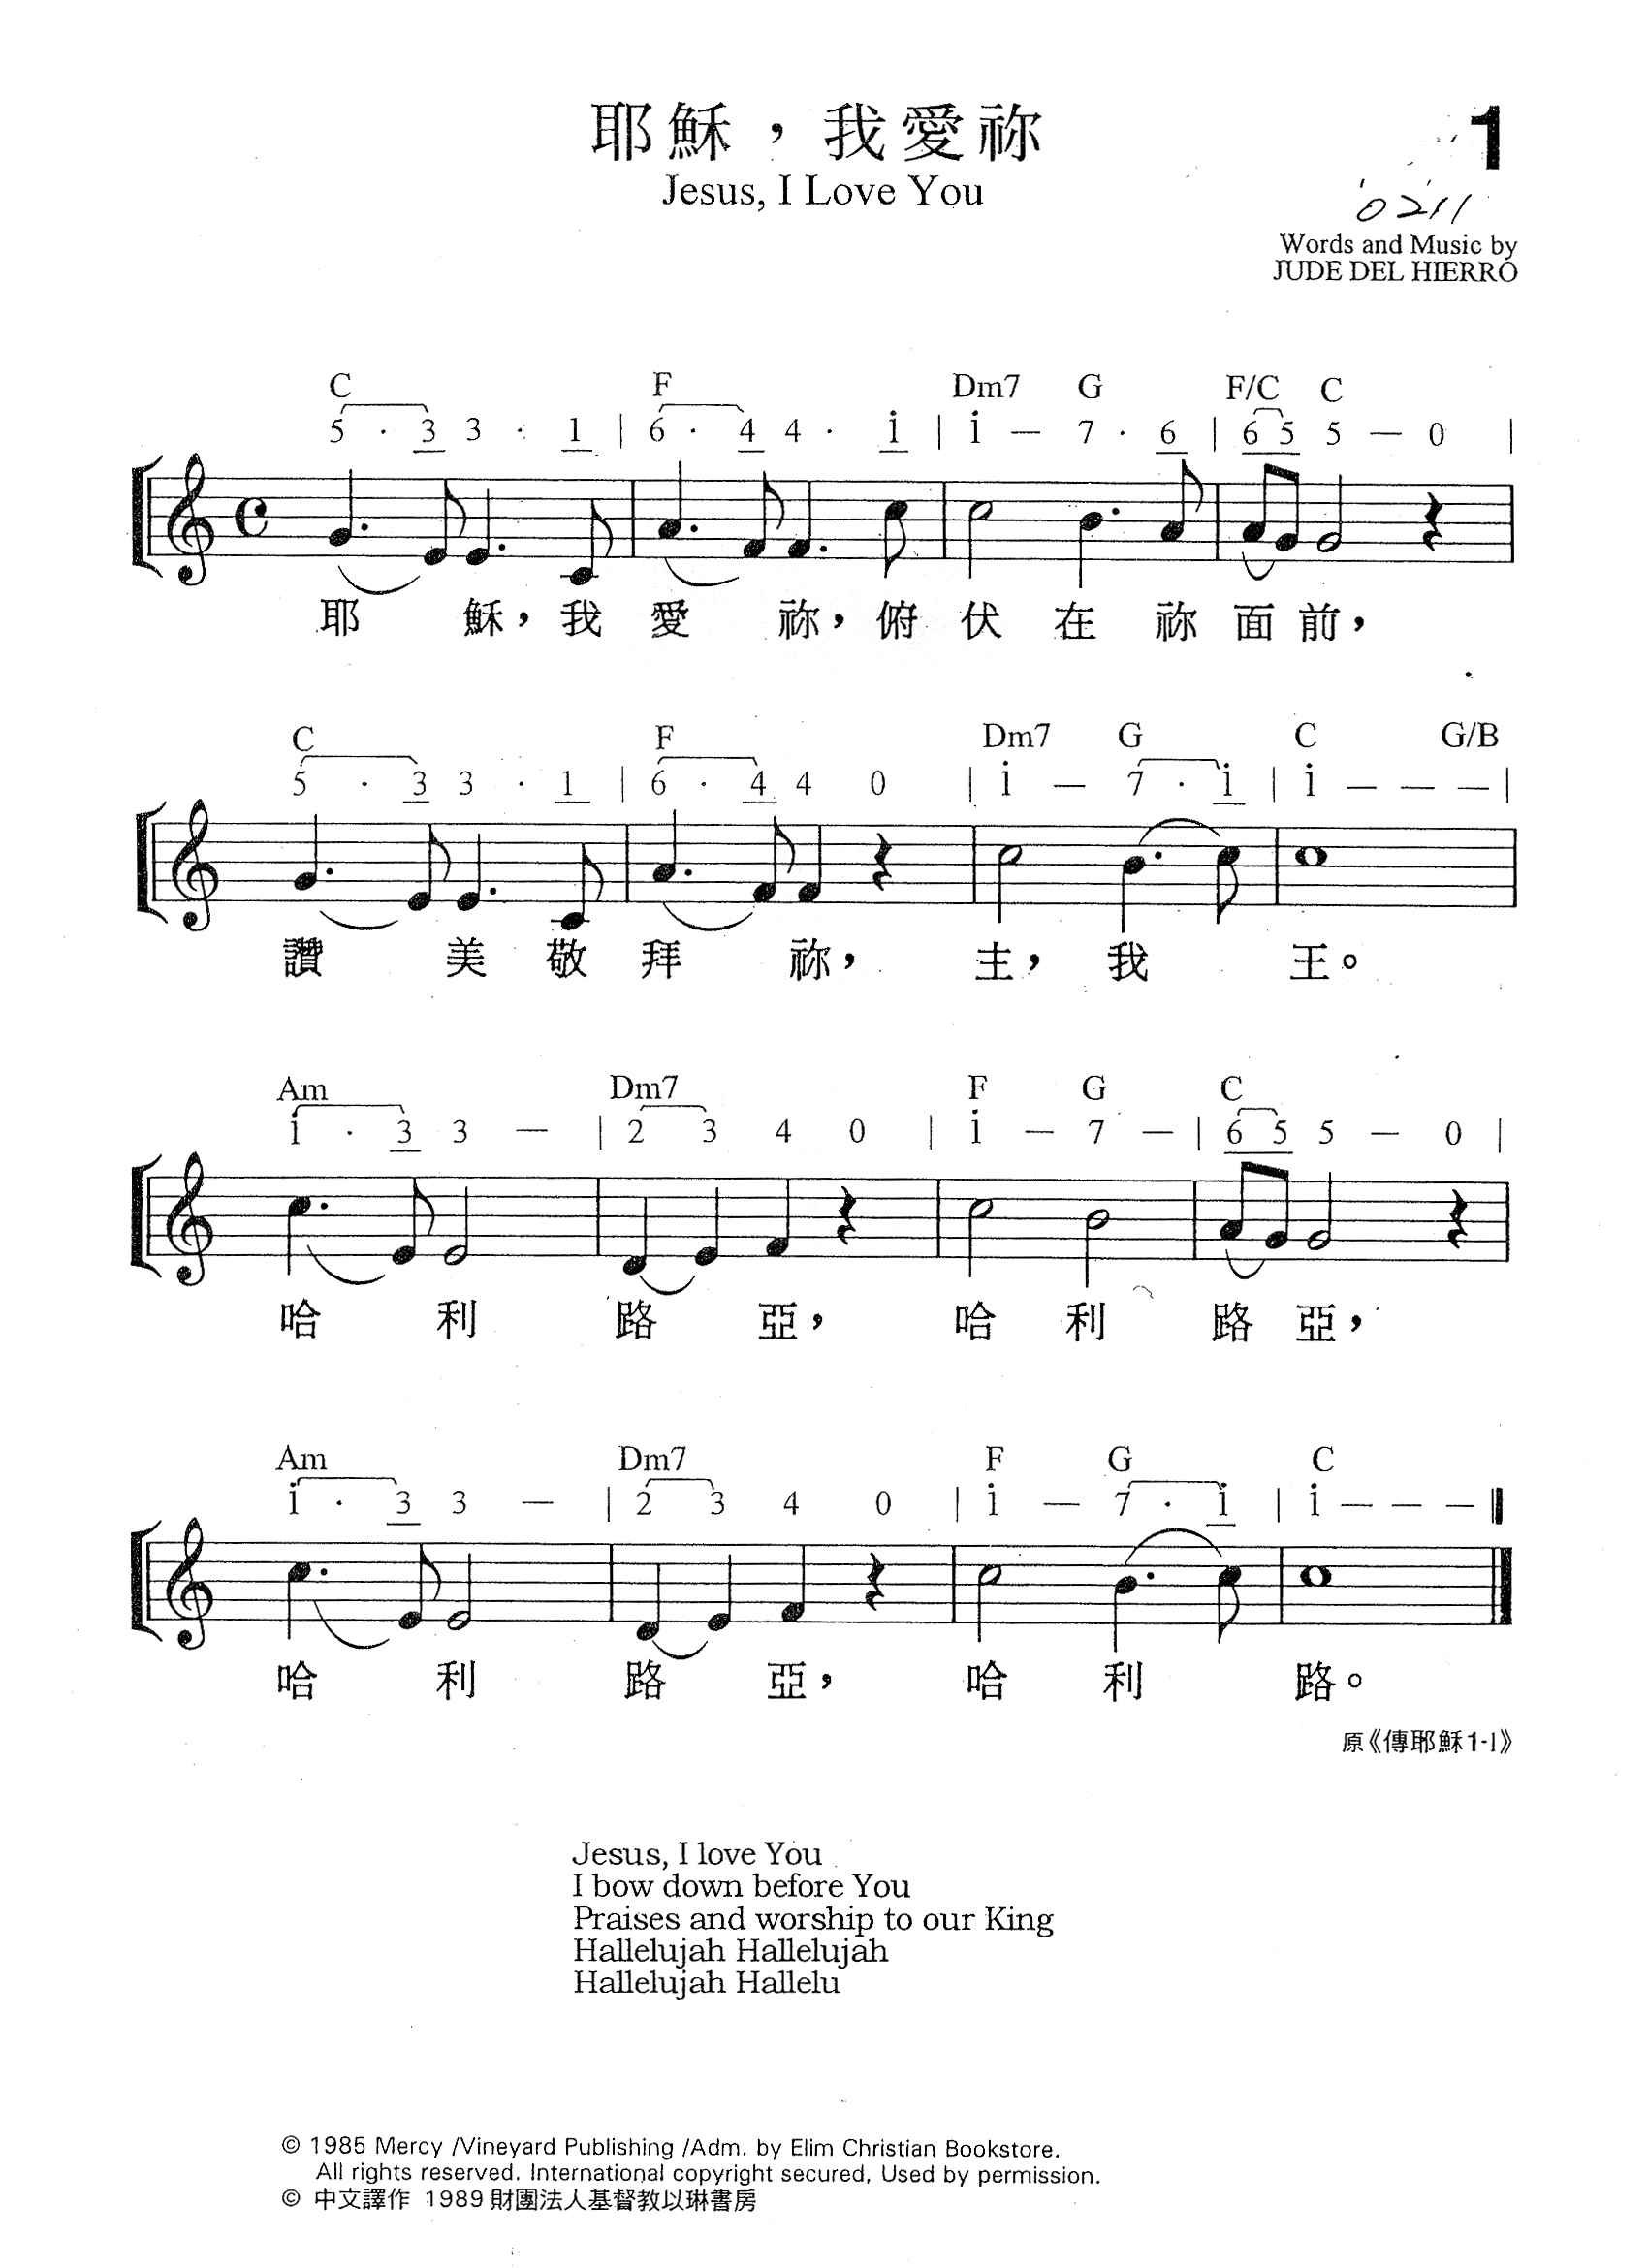 耶穌，我愛祢
1
Jesus, I Love You
'02'11
Words and Music by
JUDE DEL HIERRO
C F Dm7 G F/C C
5 · 3 3 · 1 | 6 · 4 4 · i | i — 7 · 6 | 6 5 5 — 0 |
耶 穌，我 愛 祢，俯 伏 在 祢 面 前，
C F Dm7 G C G/B
5 · 3 3 · 1 | 6 · 4 4 0 | i — 7 · i | i — — — |
讚 美 敬 拜 祢，主，我 王。
Am Dm7 F G C
i · 3 3 — | 2 3 4 0 | i — 7 — | 6 5 5 — 0 |
哈 利 路 亞，哈 利 路 亞，
Am Dm7 F G C
i · 3 3 — | 2 3 4 0 | i — 7 · i | i — — — ‖
哈 利 路 亞，哈 利 路。
原《傳耶穌1-1》
Jesus, I love You
I bow down before You
Praises and worship to our King
Hallelujah Hallelujah
Hallelujah Hallelu
© 1985 Mercy /Vineyard Publishing /Adm. by Elim Christian Bookstore.
All rights reserved. International copyright secured, Used by permission.
© 中文譯作 1989 財團法人基督教以琳書房